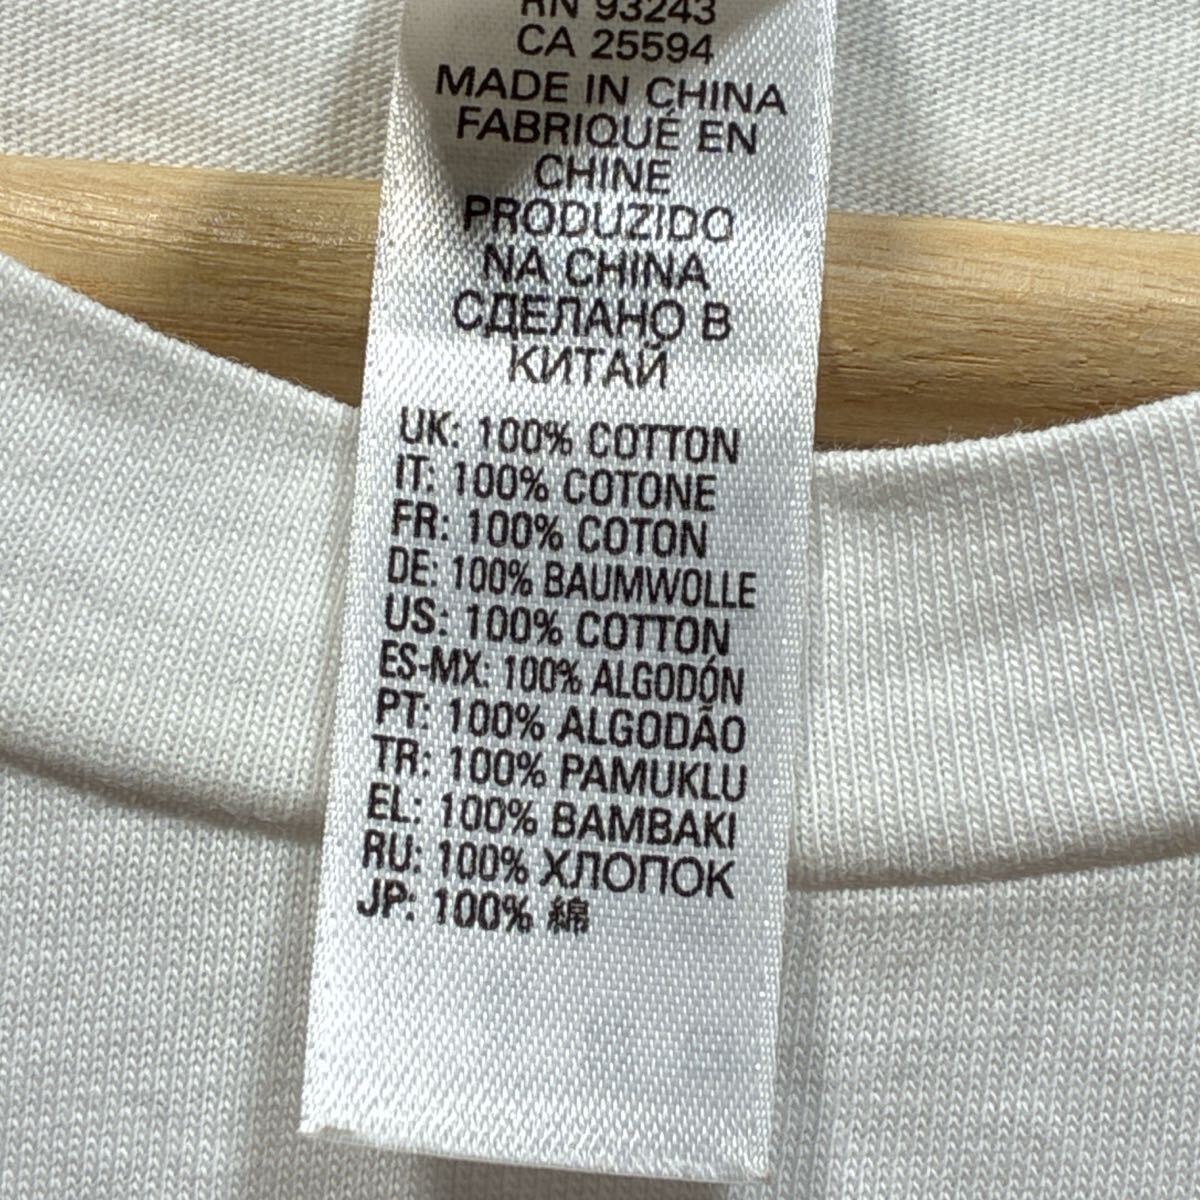 RN 93243
CA 25594
MADE IN CHINA
FABRIQUÉ EN
CHINE
PRODUZIDO
NA CHINA
СДЕЛАНО В
КИТАЙ
UK: 100% COTTON
IT: 100% COTONE
FR: 100% COTON
DE: 100% BAUMWOLLE
US: 100% COTTON
ES-MX: 100% ALGODÓN
PT: 100% ALGODÃO
TR: 100% PAMUKLU
EL: 100% BAMBAKI
RU: 100% ХЛОПОК
JP: 100% 綿